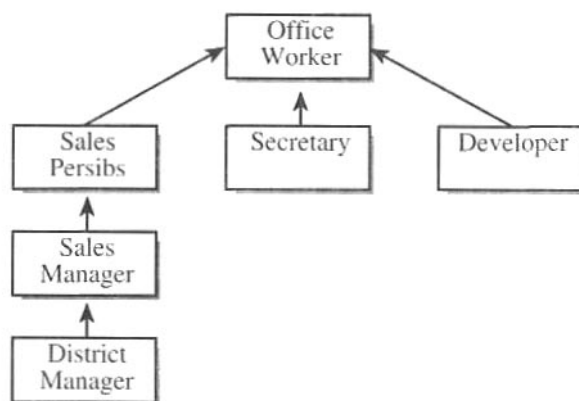 Office
Worker
Sales
Persibs
Secretary
Developer
Sales
Manager
District
Manager